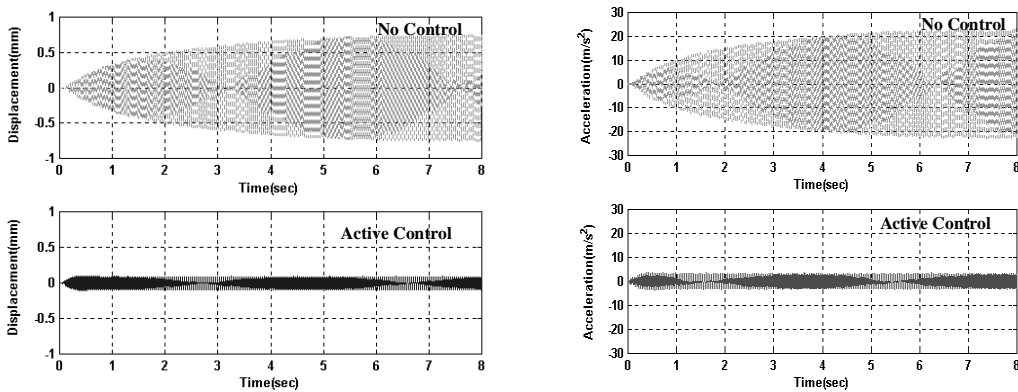 No Control
Displacement(mm)
1
0.5
0
-0.5
-1
0 1 2 3 4 5 6 7 8
Time(sec)
No Control
Acceleration(m/s²)
30
20
10
0
-10
-20
-30
0 1 2 3 4 5 6 7 8
Time(sec)
Active Control
Displacement(mm)
1
0.5
0
-0.5
-1
0 1 2 3 4 5 6 7 8
Time(sec)
Active Control
Acceleration(m/s²)
30
20
10
0
-10
-20
-30
0 1 2 3 4 5 6 7 8
Time(sec)